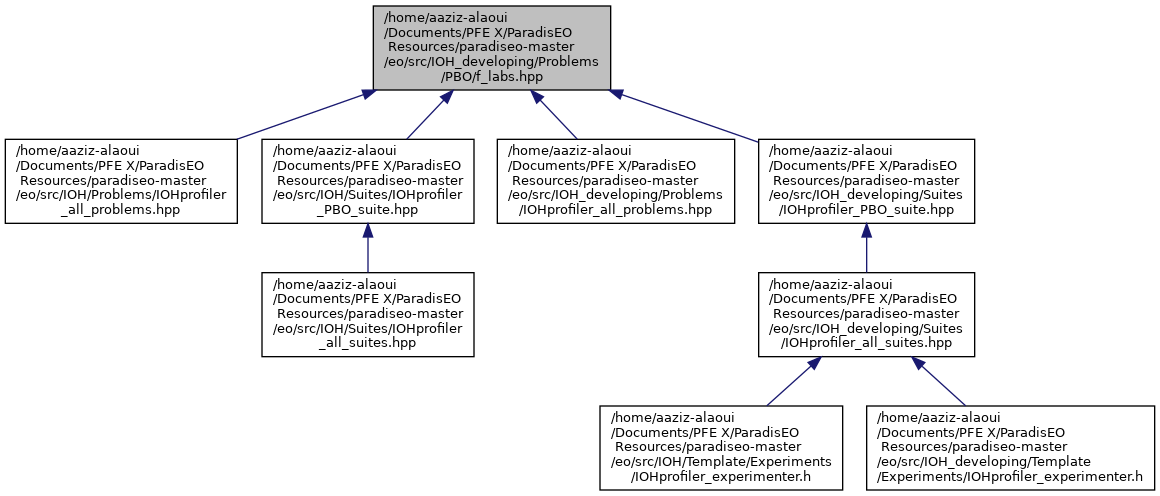 /home/aaziz-alaoui
/Documents/PFE X/ParadisEO
Resources/paradiseo-master
/eo/src/IOH_developing/Problems
/PBO/f_labs.hpp
/home/aaziz-alaoui
/Documents/PFE X/ParadisEO
Resources/paradiseo-master
/eo/src/IOH/Problems/IOHprofiler
_all_problems.hpp
/home/aaziz-alaoui
/Documents/PFE X/ParadisEO
Resources/paradiseo-master
/eo/src/IOH/Suites/IOHprofiler
_PBO_suite.hpp
/home/aaziz-alaoui
/Documents/PFE X/ParadisEO
Resources/paradiseo-master
/eo/src/IOH_developing/Problems
/IOHprofiler_all_problems.hpp
/home/aaziz-alaoui
/Documents/PFE X/ParadisEO
Resources/paradiseo-master
/eo/src/IOH_developing/Suites
/IOHprofiler_PBO_suite.hpp
/home/aaziz-alaoui
/Documents/PFE X/ParadisEO
Resources/paradiseo-master
/eo/src/IOH/Suites/IOHprofiler
_all_suites.hpp
/home/aaziz-alaoui
/Documents/PFE X/ParadisEO
Resources/paradiseo-master
/eo/src/IOH_developing/Suites
/IOHprofiler_all_suites.hpp
/home/aaziz-alaoui
/Documents/PFE X/ParadisEO
Resources/paradiseo-master
/eo/src/IOH/Template/Experiments
/IOHprofiler_experimenter.h
/home/aaziz-alaoui
/Documents/PFE X/ParadisEO
Resources/paradiseo-master
/eo/src/IOH_developing/Template
/Experiments/IOHprofiler_experimenter.h